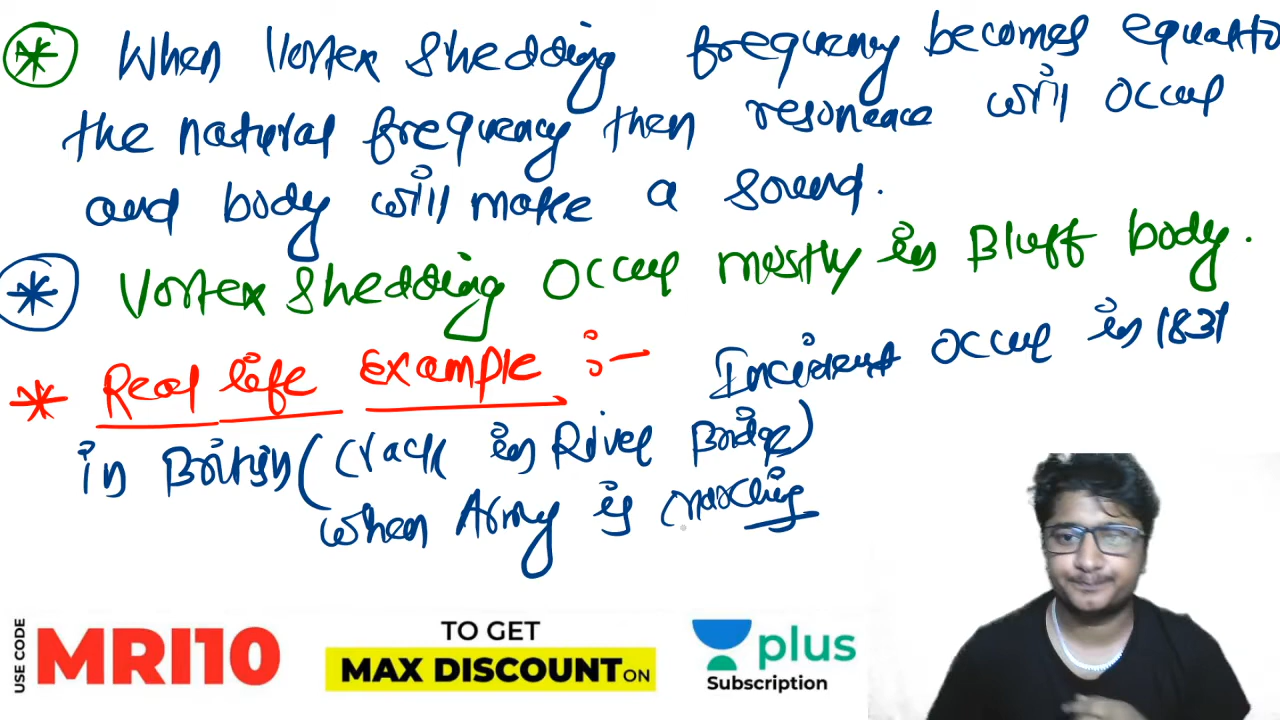 * When Vortex Shedding frequency becomes equal to
the natural frequency then resonance will occur
and body will make a sound.
* Vortex Shedding Occur mostly in Bluff body.
* Real life Example :- Incident occur in 1831
in Britain (crack in River Bridge)
when Army is marching
USE CODE MRI10
TO GET
MAX DISCOUNT ON
plus
Subscription